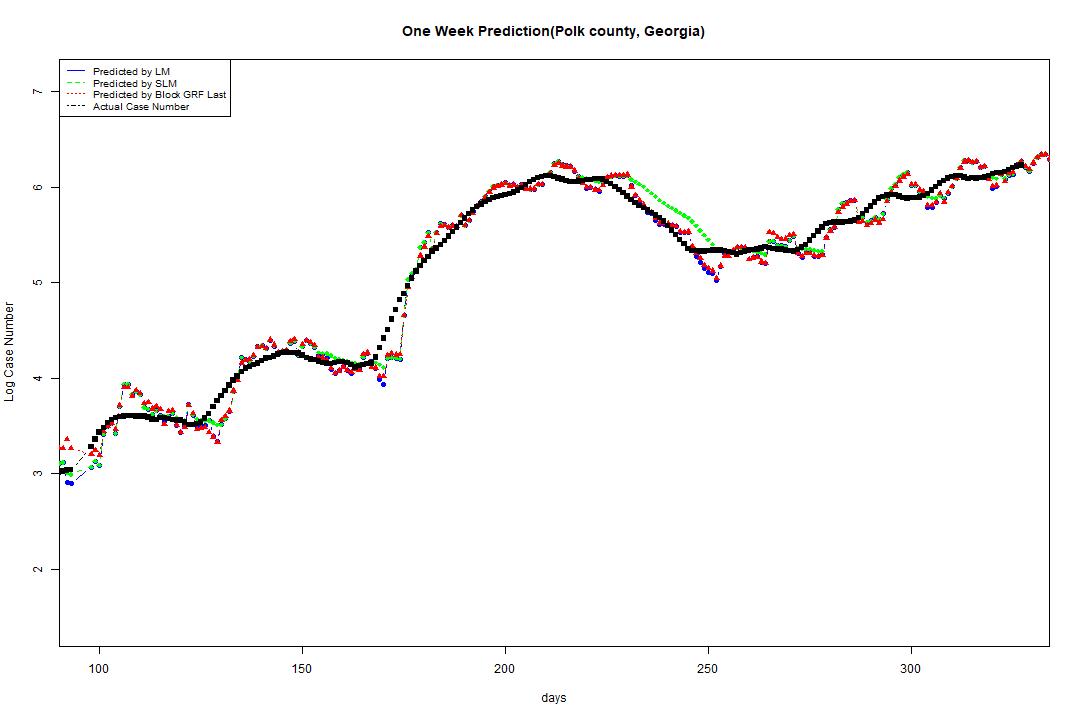 One Week Prediction(Polk county, Georgia)
Predicted by LM
Predicted by SLM
Predicted by Block GRF Last
Actual Case Number
7
6
5
4
3
2
Log Case Number
100 150 200 250 300
days